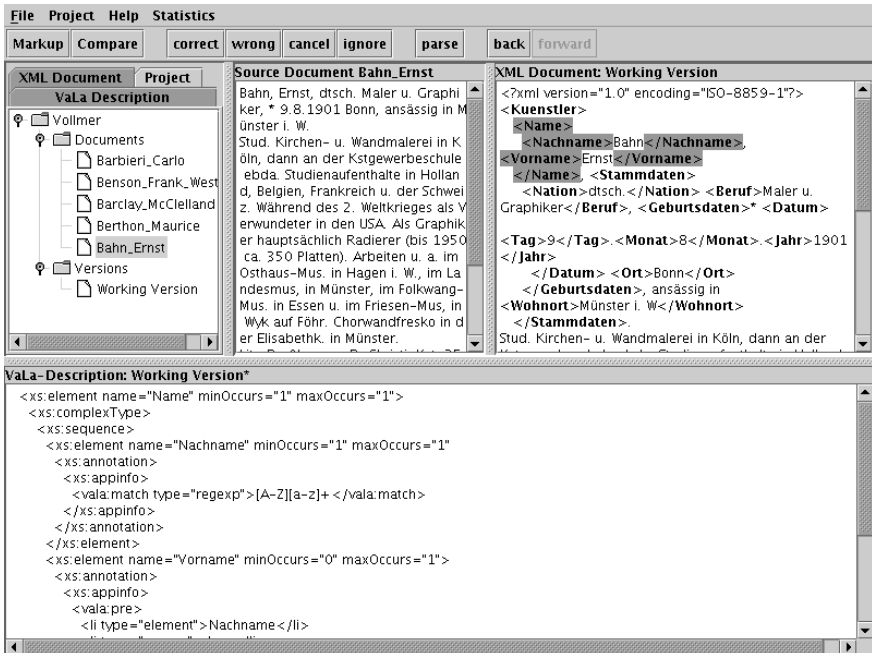 File Project Help Statistics
Markup Compare correct wrong cancel ignore parse back forward
XML Document Project
VaLa Description
Vollmer
Documents
Barbieri_Carlo
Benson_Frank_West
Barclay_McClelland
Berthon_Maurice
Bahn_Ernst
Versions
Working Version
Source Document Bahn_Ernst
Bahn, Ernst, dtsch. Maler u. Graphi
ker, * 9.8.1901 Bonn, ansässig in M
ünster i. W.
Stud. Kirchen- u. Wandmalerei in K
öln, dann an der Kstgewerbeschule
ebda. Studienaufenthalte in Hollan
d, Belgien, Frankreich u. der Schwei
z. Während des 2. Weltkrieges als V
erwundeter in den USA. Als Graphik
er hauptsächlich Radierer (bis 1950
ca. 350 Platten). Arbeiten u. a. im
Osthaus-Mus. in Hagen i. W., im La
ndesmus, in Münster, im Folkwang-
Mus. in Essen u. im Friesen-Mus, in
Wyk auf Föhr. Chorwandfresko in d
er Elisabethk. in Münster.
XML Document: Working Version
<?xml version="1.0" encoding="ISO-8859-1"?>
<Kuenstler>
<Name>
<Nachname>Bahn</Nachname>,
<Vorname>Ernst</Vorname>
</Name>, <Stammdaten>
<Nation>dtsch.</Nation> <Beruf>Maler u.
Graphiker</Beruf>, <Geburtsdaten>* <Datum>
<Tag>9</Tag>.<Monat>8</Monat>.<Jahr>1901
</Jahr>
</Datum> <Ort>Bonn</Ort>
</Geburtsdaten>, ansässig in
<Wohnort>Münster i. W</Wohnort>
</Stammdaten>.
Stud. Kirchen- u. Wandmalerei in Köln, dann an der
VaLa-Description: Working Version*
<xs:element name="Name" minOccurs="1" maxOccurs="1">
<xs:complexType>
<xs:sequence>
<xs:element name="Nachname" minOccurs="1" maxOccurs="1"
<xs:annotation>
<xs:appinfo>
<vala:match type="regexp">[A-Z][a-z]+</vala:match>
</xs:appinfo>
</xs:annotation>
</xs:element>
<xs:element name="Vorname" minOccurs="0" maxOccurs="1">
<xs:annotation>
<xs:appinfo>
<vala:pre>
<li type="element">Nachname</li>